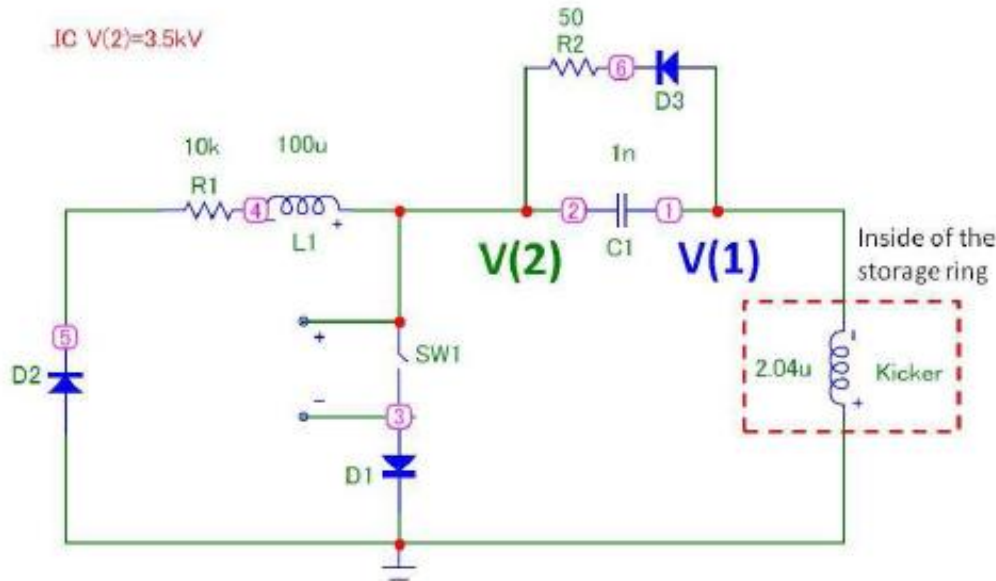 .IC V(2)=3.5kV
50
R2
6
D3
10k
100u
1n
R1
4
L1
+
2
1
C1
V(2)
V(1)
Inside of the
storage ring
5
D2
+
SW1
−
3
D1
2.04u
Kicker
−
+